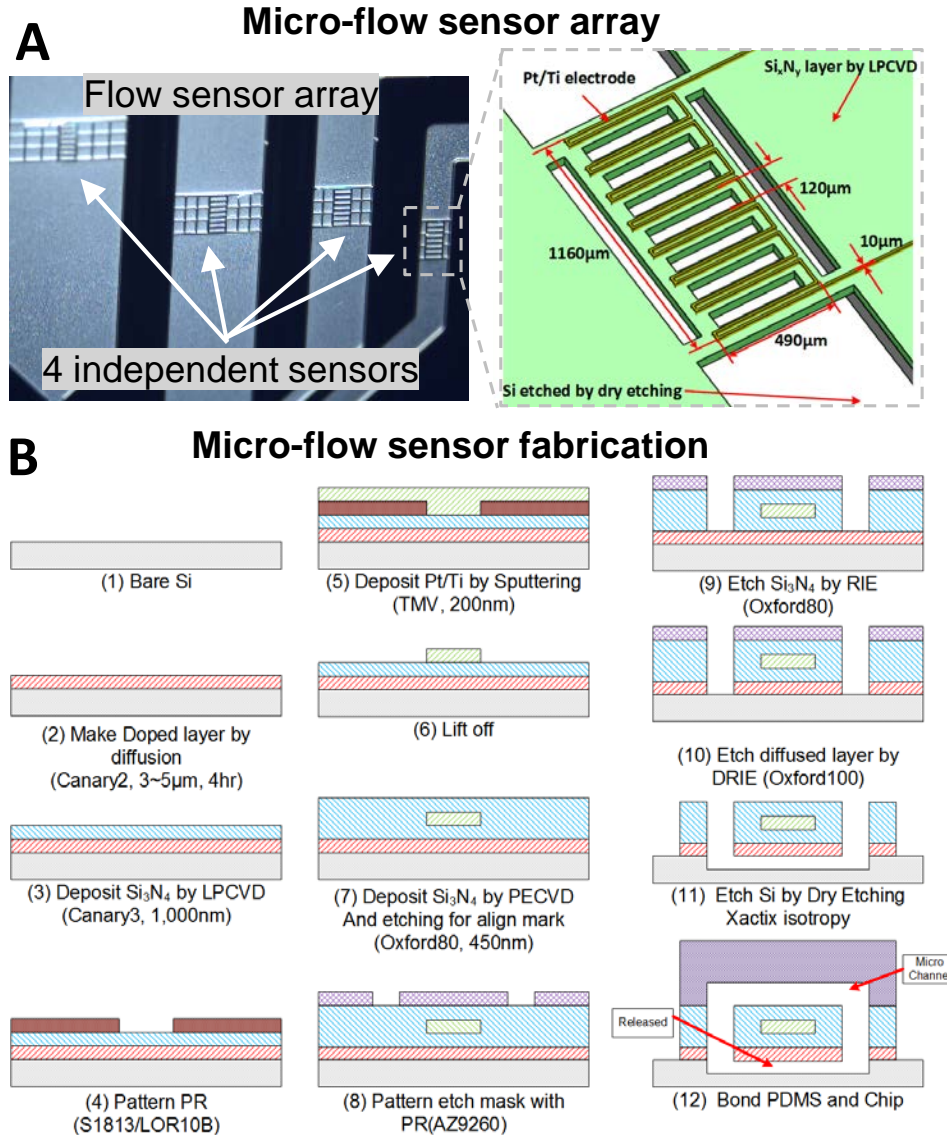 Micro-flow sensor array
A
Flow sensor array
4 independent sensors
Pt/Ti electrode
SixNy layer by LPCVD
120µm
10µm
1160µm
490µm
Si etched by dry etching
B
Micro-flow sensor fabrication
(1) Bare Si
(2) Make Doped layer by
diffusion
(Canary2, 3~5µm, 4hr)
(3) Deposit Si₃N₄ by LPCVD
(Canary3, 1,000nm)
(4) Pattern PR
(S1813/LOR10B)
(5) Deposit Pt/Ti by Sputtering
(TMV, 200nm)
(6) Lift off
(7) Deposit Si₃N₄ by PECVD
And etching for align mark
(Oxford80, 450nm)
(8) Pattern etch mask with
PR(AZ9260)
(9) Etch Si₃N₄ by RIE
(Oxford80)
(10) Etch diffused layer by
DRIE (Oxford100)
(11) Etch Si by Dry Etching
Xactix isotropy
Micro
Channe
Released
(12) Bond PDMS and Chip